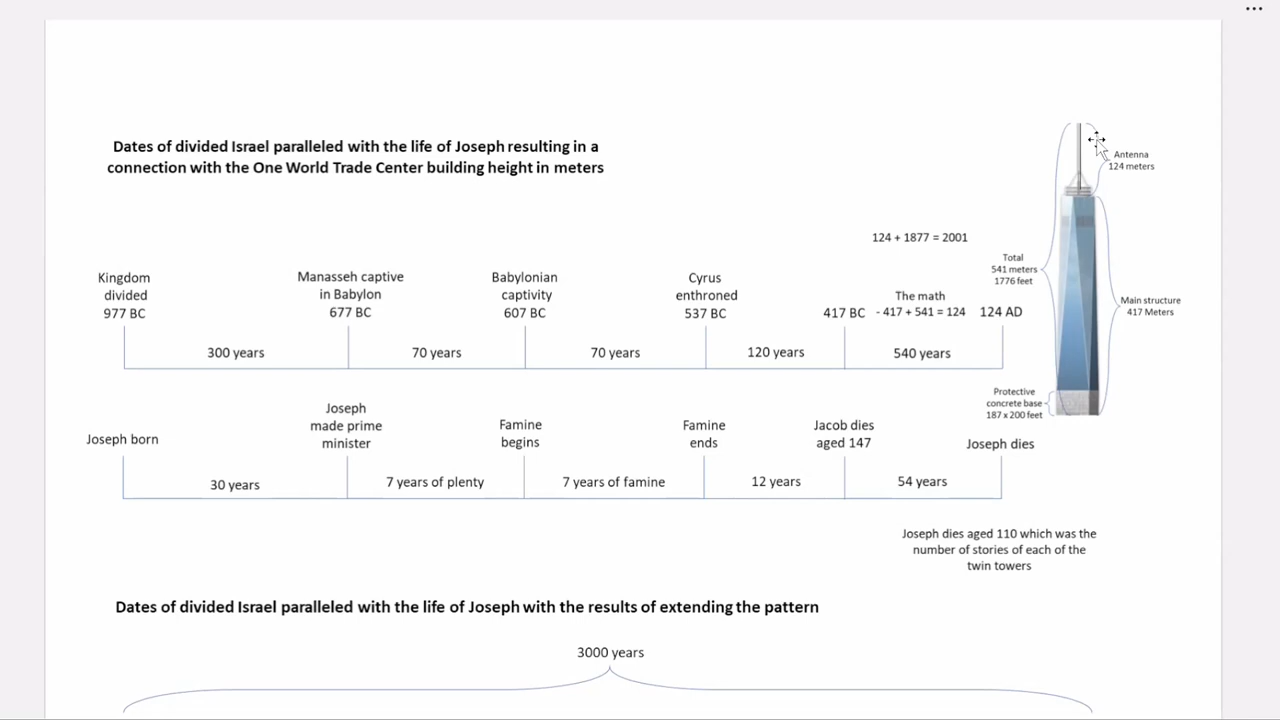 Dates of divided Israel paralleled with the life of Joseph resulting in a
connection with the One World Trade Center building height in meters
Antenna
124 meters
124 + 1877 = 2001
Total
541 meters
1776 feet
Main structure
417 Meters
Kingdom
divided
977 BC
Manasseh captive
in Babylon
677 BC
Babylonian
captivity
607 BC
Cyrus
enthroned
537 BC
417 BC
The math
- 417 + 541 = 124
124 AD
300 years
70 years
70 years
120 years
540 years
Protective
concrete base
187 x 200 feet
Joseph born
Joseph
made prime
minister
Famine
begins
Famine
ends
Jacob dies
aged 147
Joseph dies
30 years
7 years of plenty
7 years of famine
12 years
54 years
Joseph dies aged 110 which was the
number of stories of each of the
twin towers
Dates of divided Israel paralleled with the life of Joseph with the results of extending the pattern
3000 years